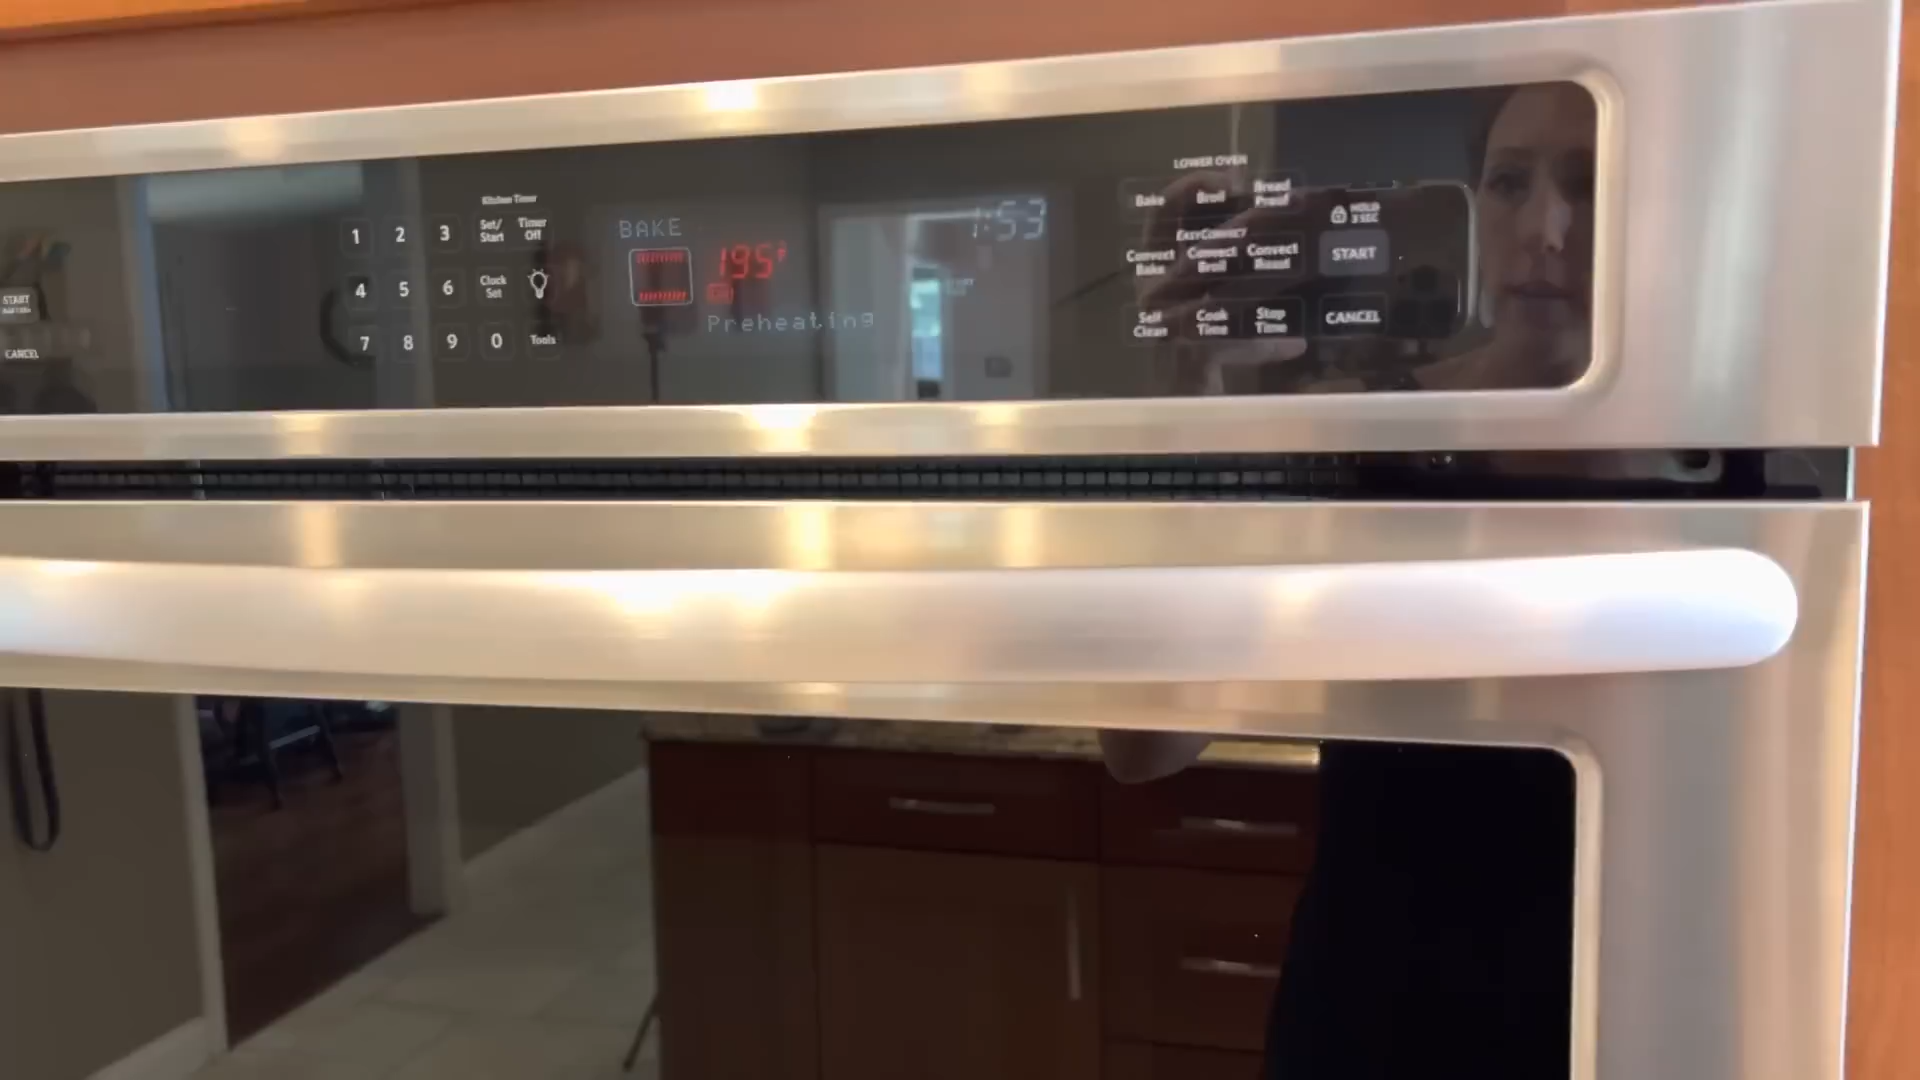 START
CANCEL
Kitchen Timer
1 2 3 Set/Start Timer Off
4 5 6 Clock Set
7 8 9 0 Tools
BAKE
195°F
Preheating
1:53
LOWER OVEN
Bake Broil Bread Proof
EASYCONVECT
Convect Bake Convect Broil Convect Roast
Self Clean Cook Time Stop Time
HOLD 3 SEC
START
CANCEL